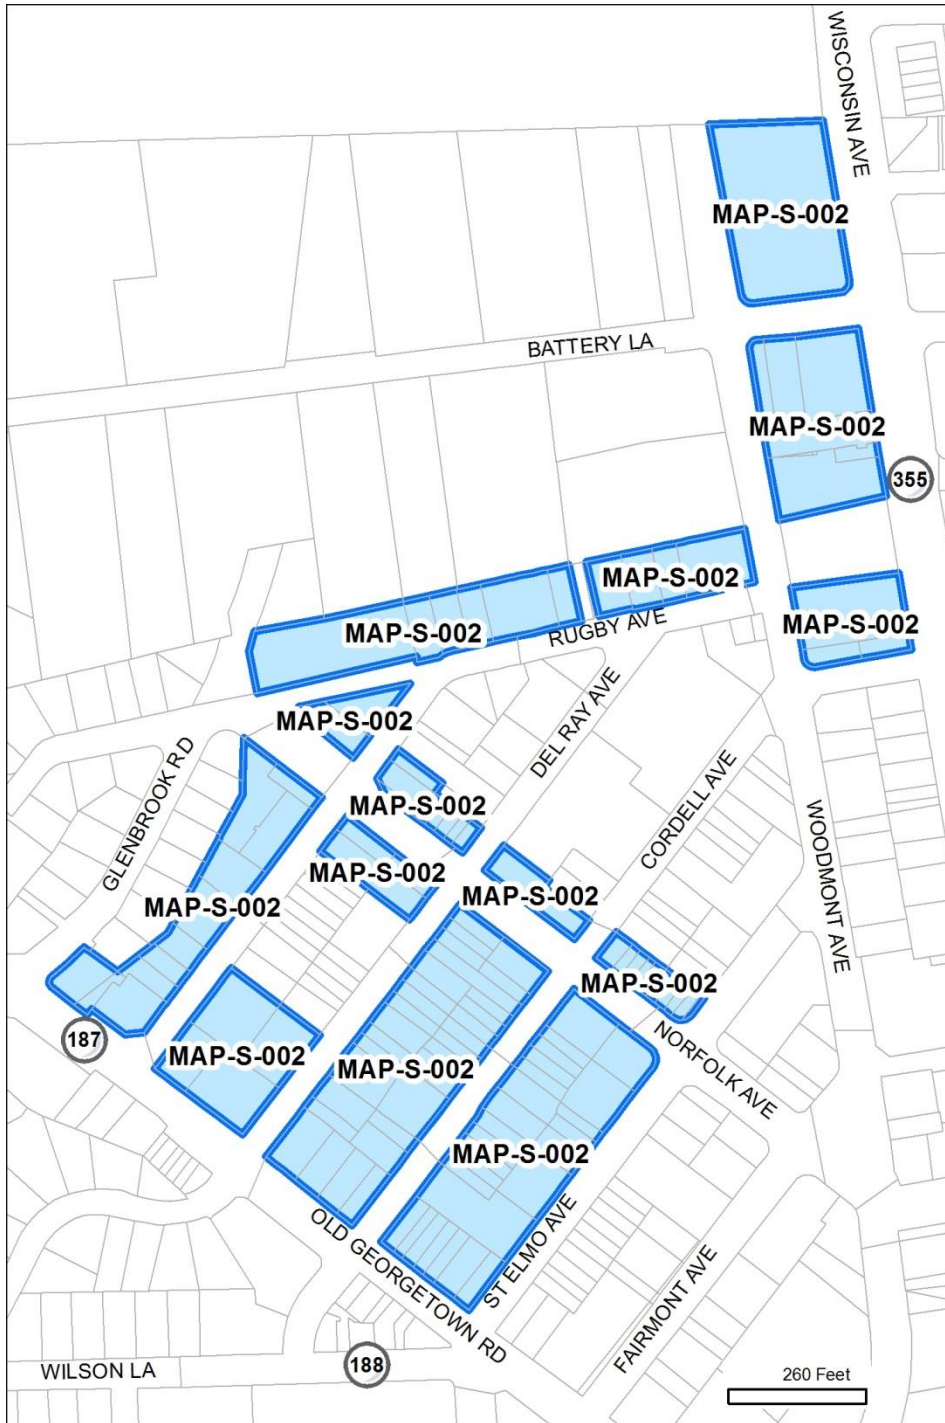 WISCONSIN AVE
MAP-S-002
BATTERY LA
MAP-S-002
355
MAP-S-002
MAP-S-002
MAP-S-002
RUGBY AVE
MAP-S-002
DEL RAY AVE
GLENBROOK RD
MAP-S-002
CORDELL AVE
MAP-S-002
MAP-S-002
MAP-S-002
WOODMONT AVE
MAP-S-002
187
MAP-S-002
MAP-S-002
NORFOLK AVE
MAP-S-002
OLD GEORGETOWN RD
ST ELMO AVE
FAIRMONT AVE
WILSON LA
188
260 Feet